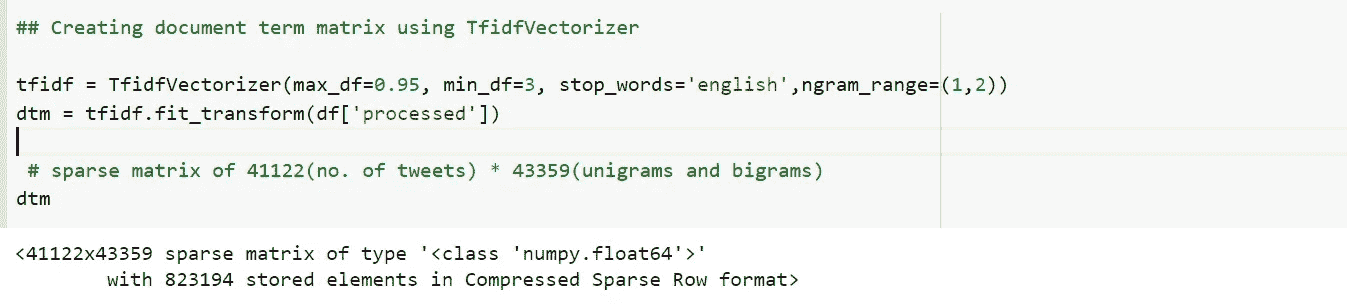 ## Creating document term matrix using TfidfVectorizer
tfidf = TfidfVectorizer(max_df=0.95, min_df=3, stop_words='english',ngram_range=(1,2))
dtm = tfidf.fit_transform(df['processed'])
# sparse matrix of 41122(no. of tweets) * 43359(unigrams and bigrams)
dtm
<41122x43359 sparse matrix of type '<class 'numpy.float64'>'
with 823194 stored elements in Compressed Sparse Row format>